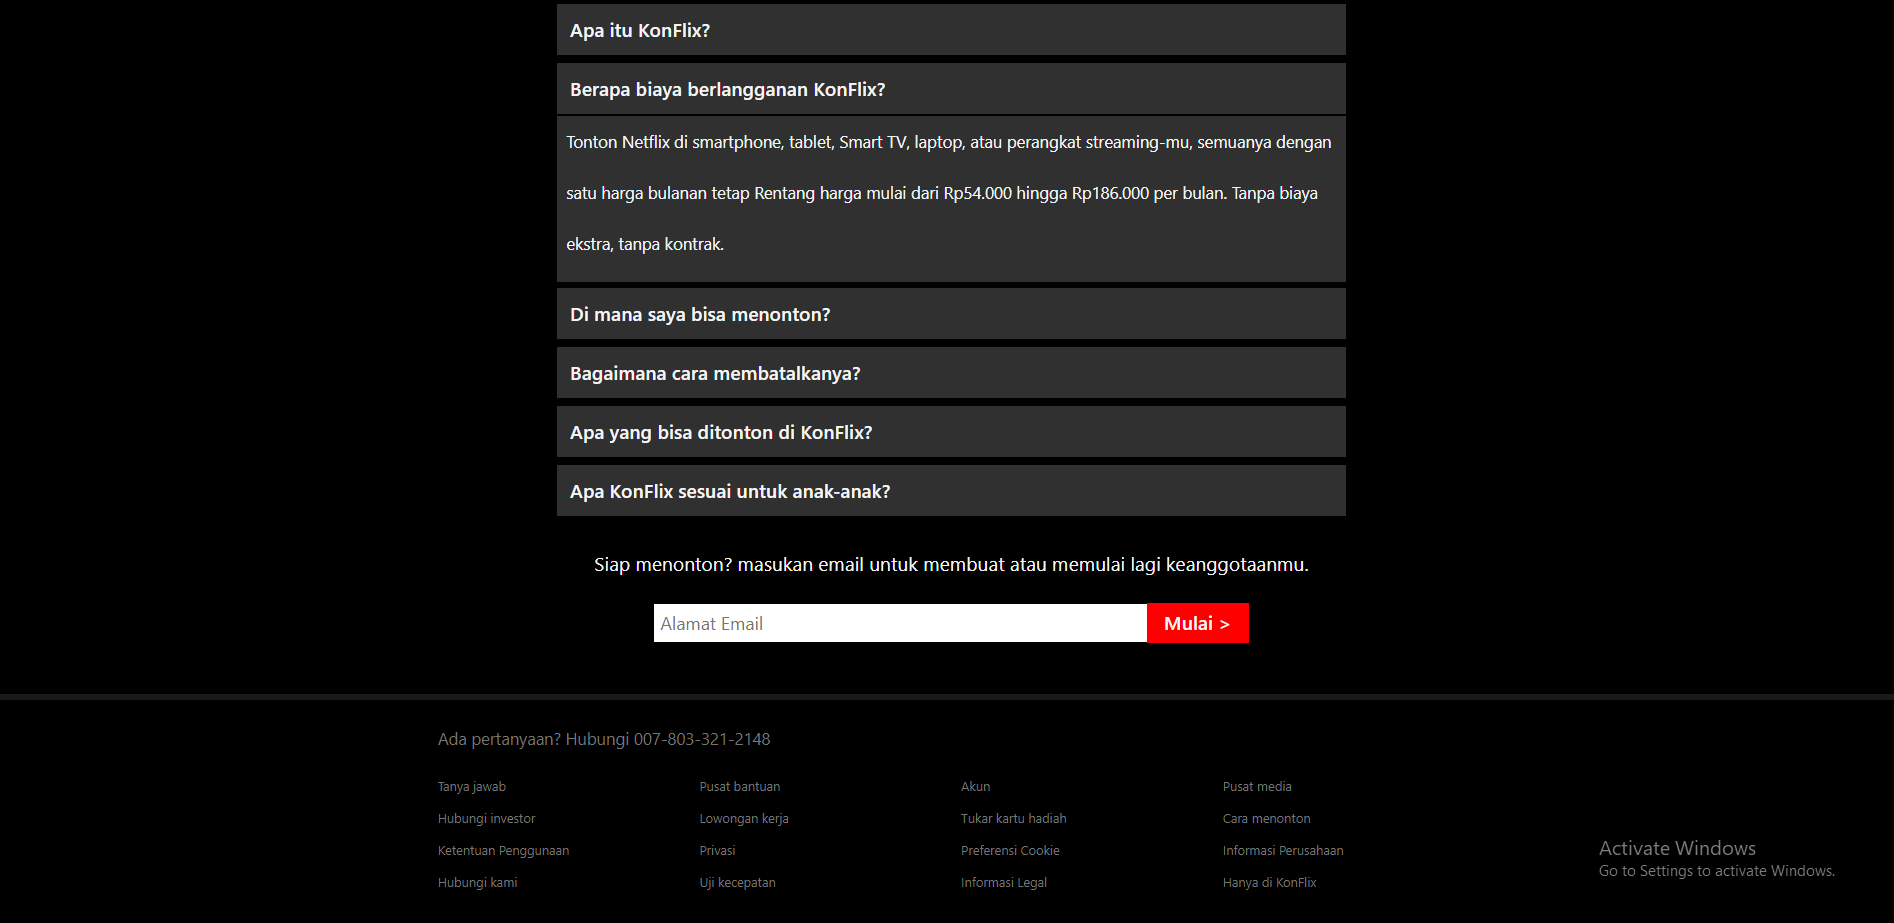 Apa itu KonFlix?
Berapa biaya berlangganan KonFlix?
Tonton Netflix di smartphone, tablet, Smart TV, laptop, atau perangkat streaming-mu, semuanya dengan
satu harga bulanan tetap Rentang harga mulai dari Rp54.000 hingga Rp186.000 per bulan. Tanpa biaya
ekstra, tanpa kontrak.
Di mana saya bisa menonton?
Bagaimana cara membatalkanya?
Apa yang bisa ditonton di KonFlix?
Apa KonFlix sesuai untuk anak-anak?
Siap menonton? masukan email untuk membuat atau memulai lagi keanggotaanmu.
Alamat Email
Mulai >
Ada pertanyaan? Hubungi 007-803-321-2148
Tanya jawab
Pusat bantuan
Akun
Pusat media
Hubungi investor
Lowongan kerja
Tukar kartu hadiah
Cara menonton
Ketentuan Penggunaan
Privasi
Preferensi Cookie
Informasi Perusahaan
Hubungi kami
Uji kecepatan
Informasi Legal
Hanya di KonFlix
Activate Windows
Go to Settings to activate Windows.